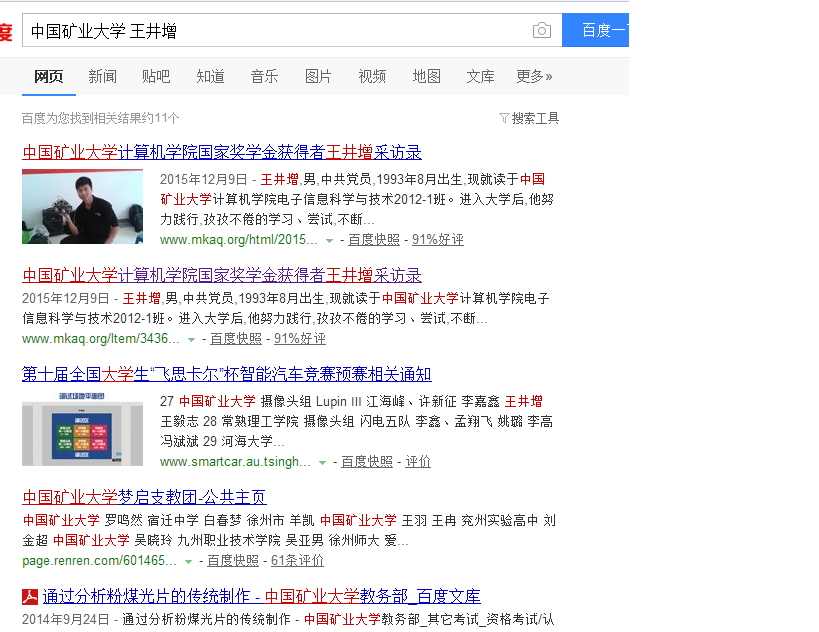 度
中国矿业大学 王井增
百度一
网页 新闻 贴吧 知道 音乐 图片 视频 地图 文库 更多»
百度为您找到相关结果约11个 搜索工具
中国矿业大学计算机学院国家奖学金获得者王井增采访录
2015年12月9日 - 王井增,男,中共党员,1993年8月出生,现就读于中国
矿业大学计算机学院电子信息科学与技术2012-1班。进入大学后,他努
力践行,孜孜不倦的学习、尝试,不断...
www.mkaq.org/html/2015... - 百度快照 - 91%好评
中国矿业大学计算机学院国家奖学金获得者王井增采访录
2015年12月9日 - 王井增,男,中共党员,1993年8月出生,现就读于中国矿业大学计算机学院电子
信息科学与技术2012-1班。进入大学后,他努力践行,孜孜不倦的学习、尝试,不断...
www.mkaq.org/Item/3436... - 百度快照 - 91%好评
第十届全国大学生“飞思卡尔”杯智能汽车竞赛预赛相关通知
27 中国矿业大学 摄像头组 Lupin III 江海峰、许新征 李嘉鑫 王井增
王毅志 28 常熟理工学院 摄像头组 闪电五队 李鑫、孟翔飞 姚璐 李高
冯斌斌 29 河海大学...
www.smartcar.au.tsingh... - 百度快照 - 评价
中国矿业大学梦启支教团-公共主页
中国矿业大学 罗鸣然 宿迁中学 白春梦 徐州市 羊凯 中国矿业大学 王羽 王冉 兖州实验高中 刘
金超 中国矿业大学 吴晓玲 九州职业技术学院 吴亚男 徐州师大 爱...
page.renren.com/601465... - 百度快照 - 61条评价
通过分析粉煤光片的传统制作 - 中国矿业大学教务部_百度文库
2014年9月24日 - 通过分析粉煤光片的传统制作 - 中国矿业大学教务部_其它考试_资格考试/认